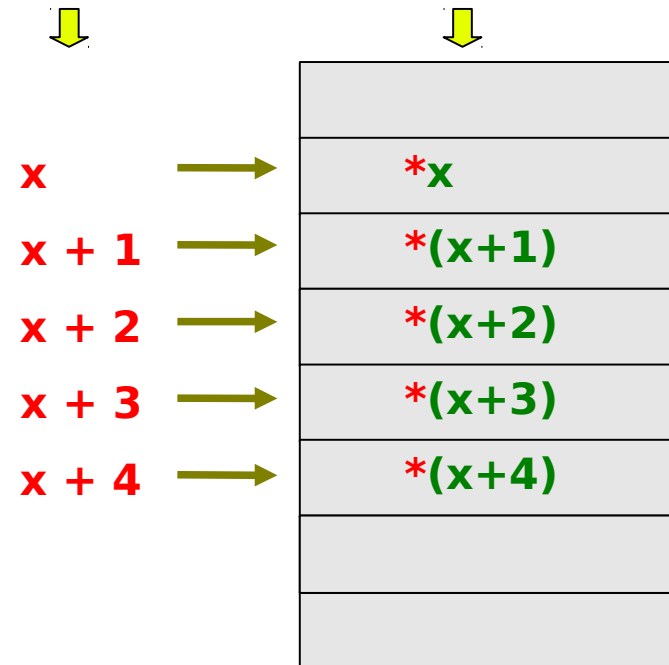 x *x
x + 1 *(x+1)
x + 2 *(x+2)
x + 3 *(x+3)
x + 4 *(x+4)